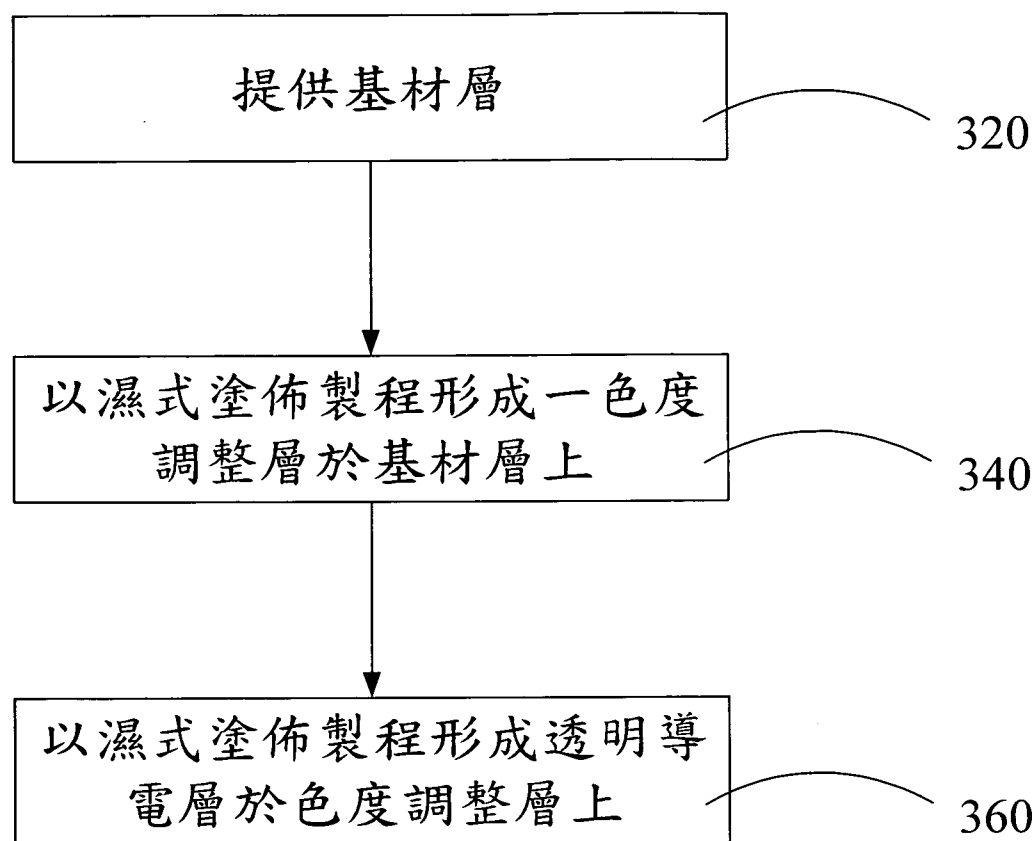 提供基材層
320
以濕式塗佈製程形成一色度
調整層於基材層上
340
以濕式塗佈製程形成透明導
電層於色度調整層上
360